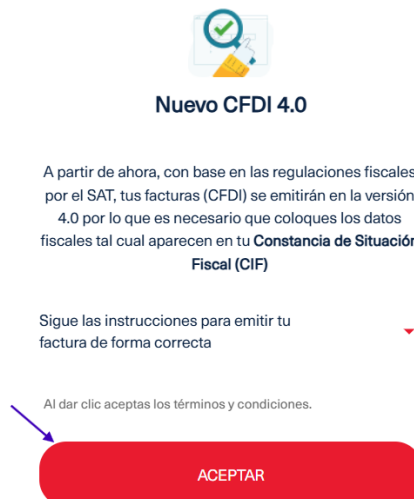 Nuevo CFDI 4.0
A partir de ahora, con base en las regulaciones fiscales
por el SAT, tus facturas (CFDI) se emitirán en la versión
4.0 por lo que es necesario que coloques los datos
fiscales tal cual aparecen en tu Constancia de Situación
Fiscal (CIF)
Sigue las instrucciones para emitir tu
factura de forma correcta
Al dar clic aceptas los términos y condiciones.
ACEPTAR